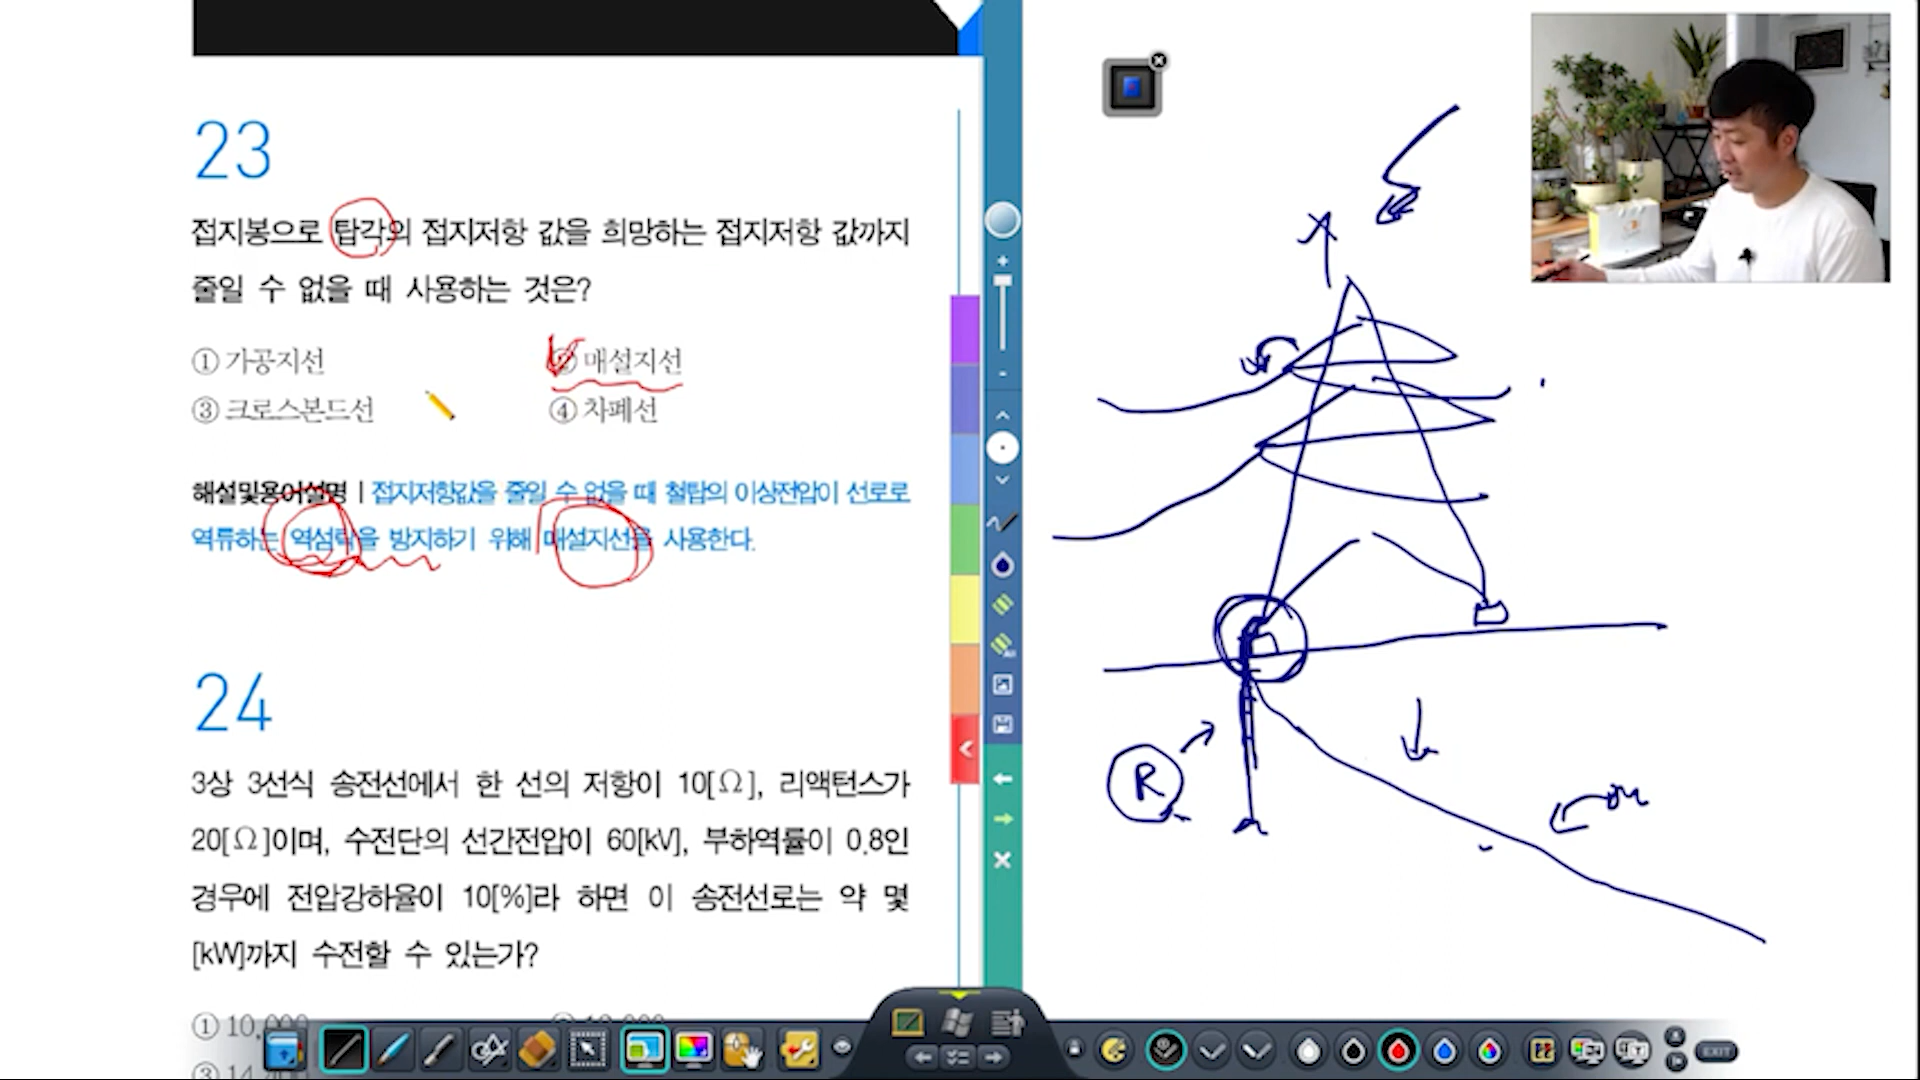 23
접지봉으로 탑각의 접지저항 값을 희망하는 접지저항 값까지
줄일 수 없을 때 사용하는 것은?
① 가공지선 ② 매설지선
③ 크로스본드선 ④ 차폐선
해설및용어설명 | 접지저항값을 줄일 수 없을 때 철탑의 이상전압이 선로로
역류하는 역섬락을 방지하기 위해 매설지선을 사용한다.
24
3상 3선식 송전선에서 한 선의 저항이 10[Ω], 리액턴스가
20[Ω]이며, 수전단의 선간전압이 60[kV], 부하역률이 0.8인
경우에 전압강하율이 10[%]라 하면 이 송전선로는 약 몇
[kW]까지 수전할 수 있는가?
① 10,000
R
EXIT